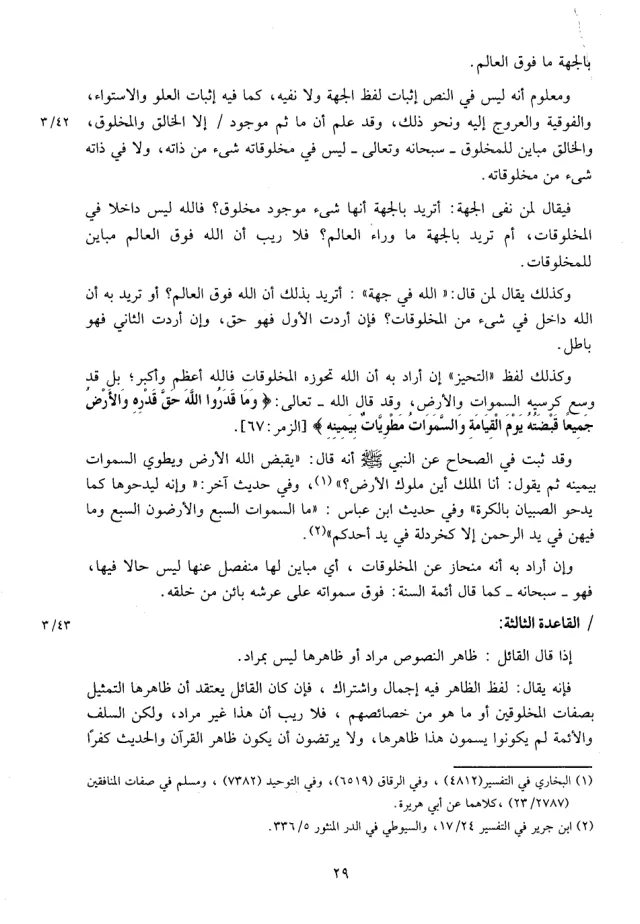 بالجهة ما فوق العالم.
ومعلوم أنه ليس في النص إثبات لفظ الجهة ولا نفيه، كما فيه إثبات العلو والاستواء،
والفوقية والعروج إليه ونحو ذلك، وقد علم أن ما ثم موجود / إلا الخالق والمخلوق، ٣/٤٢
والخالق مباين للمخلوق ـ سبحانه وتعالى ـ ليس في مخلوقاته شىء من ذاته، ولا في ذاته
شىء من مخلوقاته.
فيقال لمن نفى الجهة: أتريد بالجهة أنها شىء موجود مخلوق؟ فالله ليس داخلا في
المخلوقات، أم تريد بالجهة ما وراء العالم؟ فلا ريب أن الله فوق العالم مباين
للمخلوقات.
وكذلك يقال لمن قال:« الله في جهة» : أتريد بذلك أن الله فوق العالم؟ أو تريد به أن
الله داخل في شىء من المخلوقات؟ فإن أردت الأول فهو حق، وإن أردت الثاني فهو
باطل.
وكذلك لفظ «التحيز» إن أراد به أن الله تحوزه المخلوقات فالله أعظم وأكبر؛ بل قد
وسع كرسيه السموات والأرض، وقد قال الله ـ تعالى:﴿ وَمَا قَدَرُوا اللَّهَ حَقَّ قَدْرِهِ وَالأَرْضُ
جَمِيعًا قَبْضَتُهُ يَوْمَ الْقِيَامَةِ وَالسَّمَوَاتُ مَطْوِيَّاتٌ بِيَمِينِهِ ﴾ [الزمر:٦٧].
وقد ثبت في الصحاح عن النبي ﷺ أنه قال: «يقبض الله الأرض ويطوي السموات
بيمينه ثم يقول: أنا الملك أين ملوك الأرض؟»(١)، وفي حديث آخر:« وإنه ليدحوها كما
يدحو الصبيان بالكرة» وفي حديث ابن عباس : «ما السموات السبع والأرضون السبع وما
فيهن في يد الرحمن إلا كخردلة في يد أحدكم»(٢).
وإن أراد به أنه منحاز عن المخلوقات ، أي مباين لها منفصل عنها ليس حالا فيها،
فهو ـ سبحانه ـ كما قال أئمة السنة: فوق سمواته على عرشه بائن من خلقه.
/ القاعدة الثالثة: ٣/٤٣
إذا قال القائل : ظاهر النصوص مراد أو ظاهرها ليس بمراد.
فإنه يقال: لفظ الظاهر فيه إجمال واشتراك ، فإن كان القائل يعتقد أن ظاهرها التمثيل
بصفات المخلوقين أو ما هو من خصائصهم ، فلا ريب أن هذا غير مراد، ولكن السلف
والأئمة لم يكونوا يسمون هذا ظاهرها، ولا يرتضون أن يكون ظاهر القرآن والحديث كفرًا
(١) البخاري في التفسير(٤٨١٢) ، وفي الرقاق (٦٥١٩)، وفي التوحيد (٧٣٨٢) ، ومسلم في صفات المنافقين
(٢٣/٢٧٨٧) ،كلاهما عن أبي هريرة.
(٢) ابن جرير في التفسير ١٧/٢٤، والسيوطي في الدر المنثور ٣٣٦/٥.
٢٩